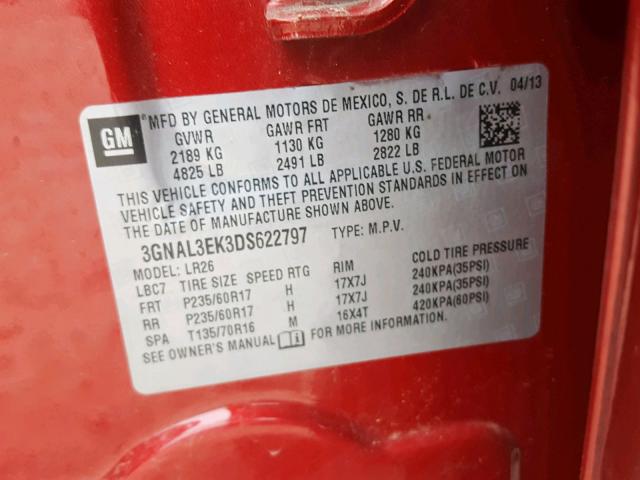 GM
MFD BY GENERAL MOTORS DE MEXICO, S. DE R.L. DE C.V. 04/13
GVWR GAWR FRT GAWR RR
2189 KG 1130 KG 1280 KG
4825 LB 2491 LB 2822 LB
THIS VEHICLE CONFORMS TO ALL APPLICABLE U.S. FEDERAL MOTOR
VEHICLE SAFETY AND THEFT PREVENTION STANDARDS IN EFFECT ON
THE DATE OF MANUFACTURE SHOWN ABOVE.
3GNAL3EK3DS622797 TYPE: M.P.V.
MODEL: LR26
LBC7 TIRE SIZE SPEED RTG RIM COLD TIRE PRESSURE
FRT P235/60R17 H 17X7J 240KPA(35PSI)
RR P235/60R17 H 17X7J 240KPA(35PSI)
SPA T135/70R16 M 16X4T 420KPA(60PSI)
SEE OWNER'S MANUAL FOR MORE INFORMATION.